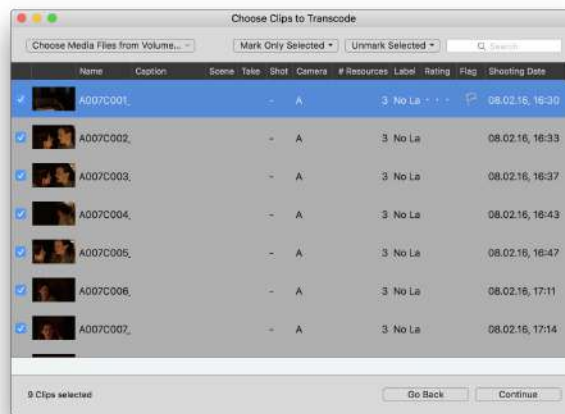 Choose Clips to Transcode
Choose Media Files from Volume... Mark Only Selected Unmark Selected Search
Name Caption Scene Take Shot Camera # Resources Label Rating Flag Shooting Date
A007C001_ - A 3 No La 08.02.16, 16:30
A007C002_ - A 3 No La 08.02.16, 16:33
A007C003_ - A 3 No La 08.02.16, 16:37
A007C004_ - A 3 No La 08.02.16, 16:43
A007C005_ - A 3 No La 08.02.16, 16:47
A007C006_ - A 3 No La 08.02.16, 17:11
A007C007_ - A 3 No La 08.02.16, 17:14
9 Clips selected Go Back Continue